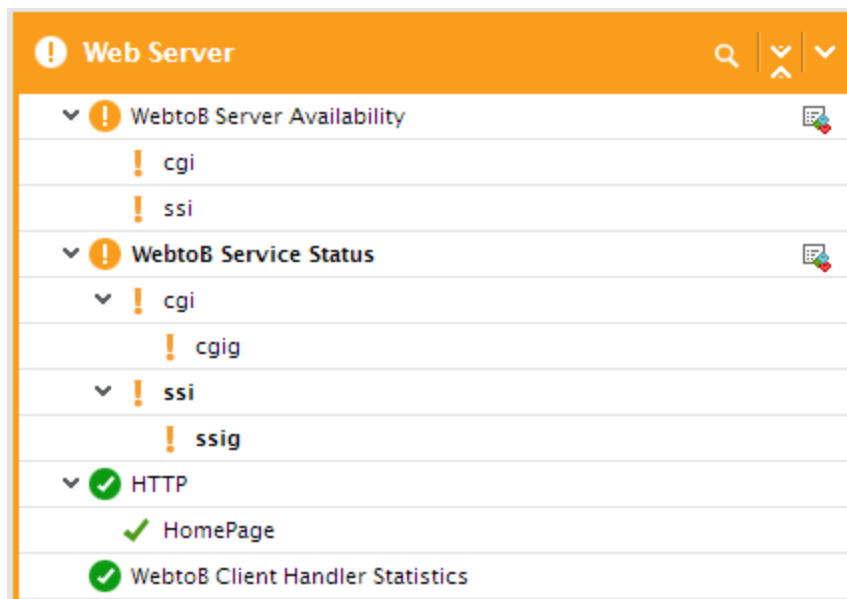 Web Server
WebtoB Server Availability
cgi
ssi
WebtoB Service Status
cgi
cgig
ssi
ssig
HTTP
HomePage
WebtoB Client Handler Statistics